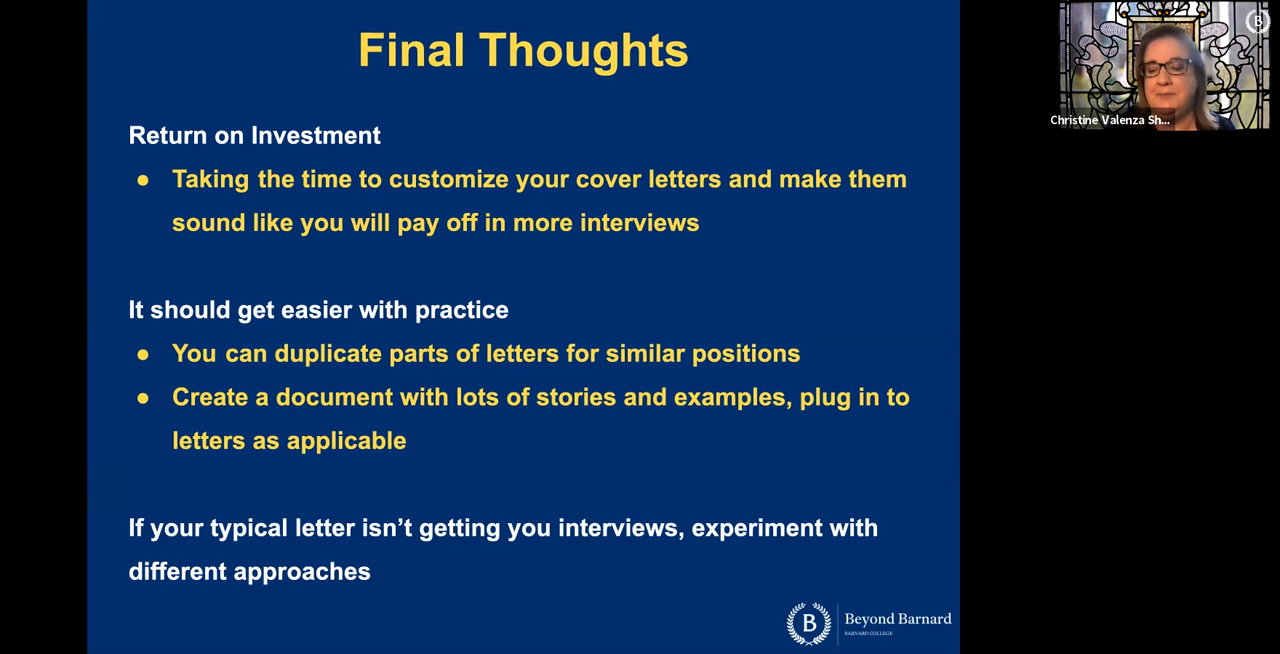 Final Thoughts
Return on Investment
● Taking the time to customize your cover letters and make them
sound like you will pay off in more interviews
It should get easier with practice
● You can duplicate parts of letters for similar positions
● Create a document with lots of stories and examples, plug in to
letters as applicable
If your typical letter isn’t getting you interviews, experiment with
different approaches
B
Beyond Barnard
BARNARD COLLEGE
B
Christine Valenza Sh...